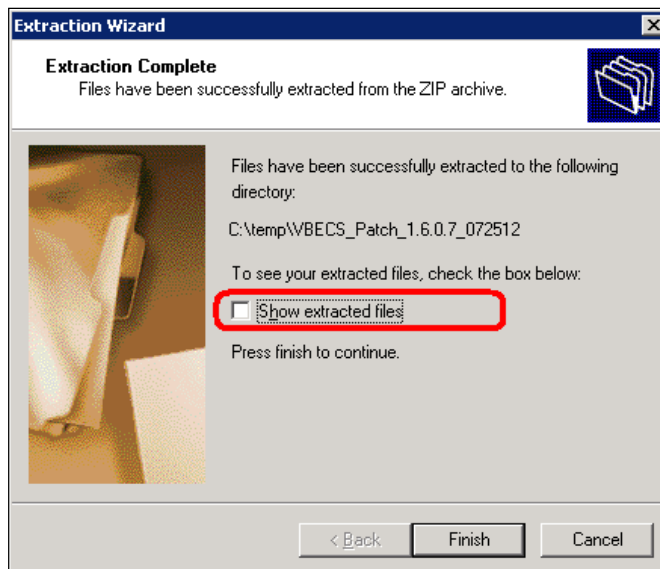 Extraction Wizard
Extraction Complete
Files have been successfully extracted from the ZIP archive.
Files have been successfully extracted to the following
directory:
C:\temp\VBECS_Patch_1.6.0.7_072512
To see your extracted files, check the box below:
Show extracted files
Press finish to continue.
< Back Finish Cancel